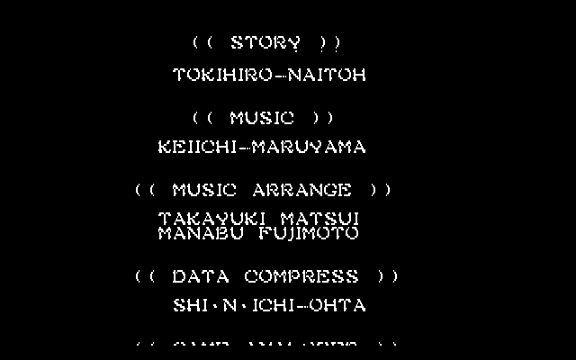 (( STORY ))
TOKIHIRO-NAITOH
(( MUSIC ))
KEIICHI-MARUYAMA
(( MUSIC ARRANGE ))
TAKAYUKI MATSUI
MANABU FUJIMOTO
(( DATA COMPRESS ))
SHI·N·ICHI-OHTA